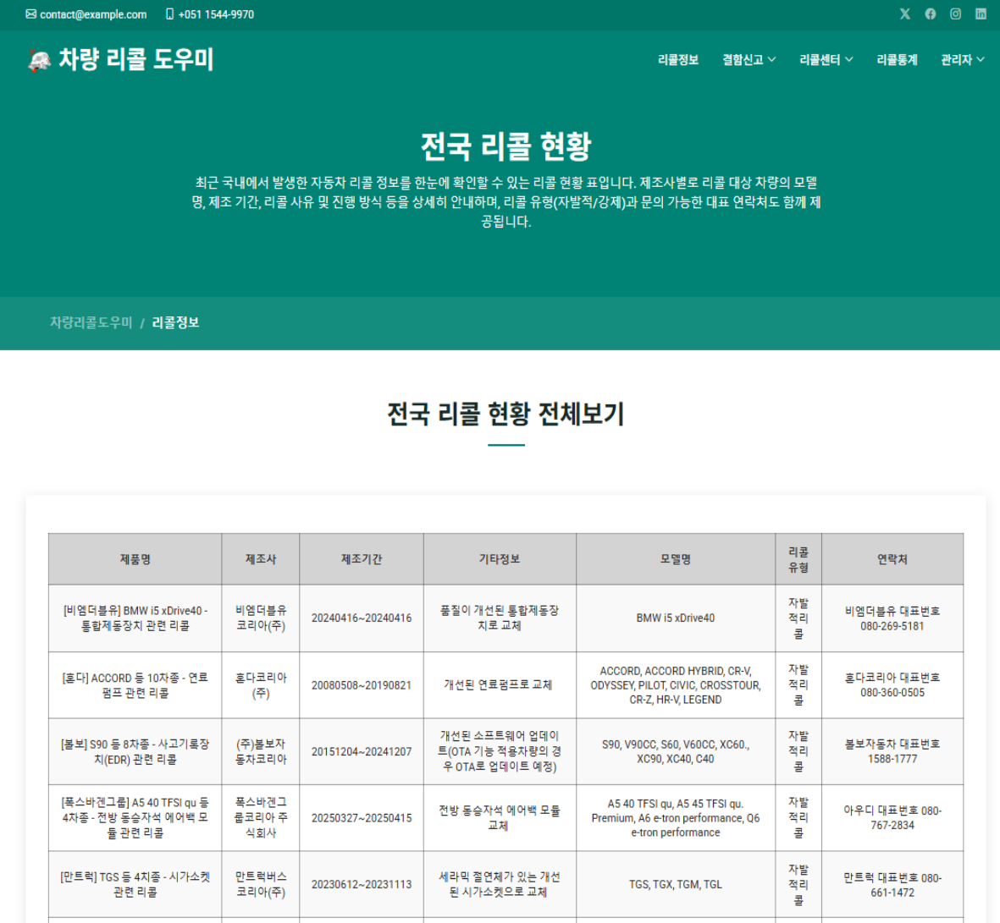 contact@example.com +051 1544-9970
차량 리콜 도우미
리콜정보 결함신고 리콜센터 리콜통계 관리자
전국 리콜 현황
최근 국내에서 발생한 자동차 리콜 정보를 한눈에 확인할 수 있는 리콜 현황 표입니다. 제조사별로 리콜 대상 차량의 모델
명, 제조 기간, 리콜 사유 및 진행 방식 등을 상세히 안내하며, 리콜 유형(자발적/강제)과 문의 가능한 대표 연락처도 함께 제
공됩니다.
차량리콜도우미 / 리콜정보
전국 리콜 현황 전체보기
제품명
제조사
제조기간
기타정보
모델명
리콜
유형
연락처
[비엠더블유] BMW i5 xDrive40 -
통합제동장치 관련 리콜
비엠더블유
코리아(주)
20240416~20240416
품질이 개선된 통합제동장
치로 교체
BMW i5 xDrive40
자발
적리
콜
비엠더블유 대표번호
080-269-5181
[혼다] ACCORD 등 10차종 - 연료
펌프 관련 리콜
혼다코리아
(주)
20080508~20190821
개선된 연료펌프로 교체
ACCORD, ACCORD HYBRID, CR-V,
ODYSSEY, PILOT, CIVIC, CROSSTOUR,
CR-Z, HR-V, LEGEND
자발
적리
콜
혼다코리아 대표번호
080-360-0505
[볼보] S90 등 8차종 - 사고기록장
치(EDR) 관련 리콜
(주)볼보자
동차코리아
20151204~20241207
개선된 소프트웨어 업데이
트(OTA 기능 적용차량의 경
우 OTA로 업데이트 예정)
S90, V90CC, S60, V60CC, XC60.,
XC90, XC40, C40
자발
적리
콜
볼보자동차 대표번호
1588-1777
[폭스바겐그룹] A5 40 TFSI qu 등
4차종 - 전방 동승자석 에어백 모
듈 관련 리콜
폭스바겐그
룹코리아 주
식회사
20250327~20250415
전방 동승자석 에어백 모듈
교체
A5 40 TFSI qu, A5 45 TFSI qu.
Premium, A6 e-tron performance, Q6
e-tron performance
자발
적리
콜
아우디 대표번호 080-
767-2834
[만트럭] TGS 등 4치종 - 시가소켓
관련 리콜
만트럭버스
코리아(주)
20230612~20231113
세라믹 절연체가 있는 개선
된 시가소켓으로 교체
TGS, TGX, TGM, TGL
자발
적리
콜
만트럭 대표번호 080-
661-1472